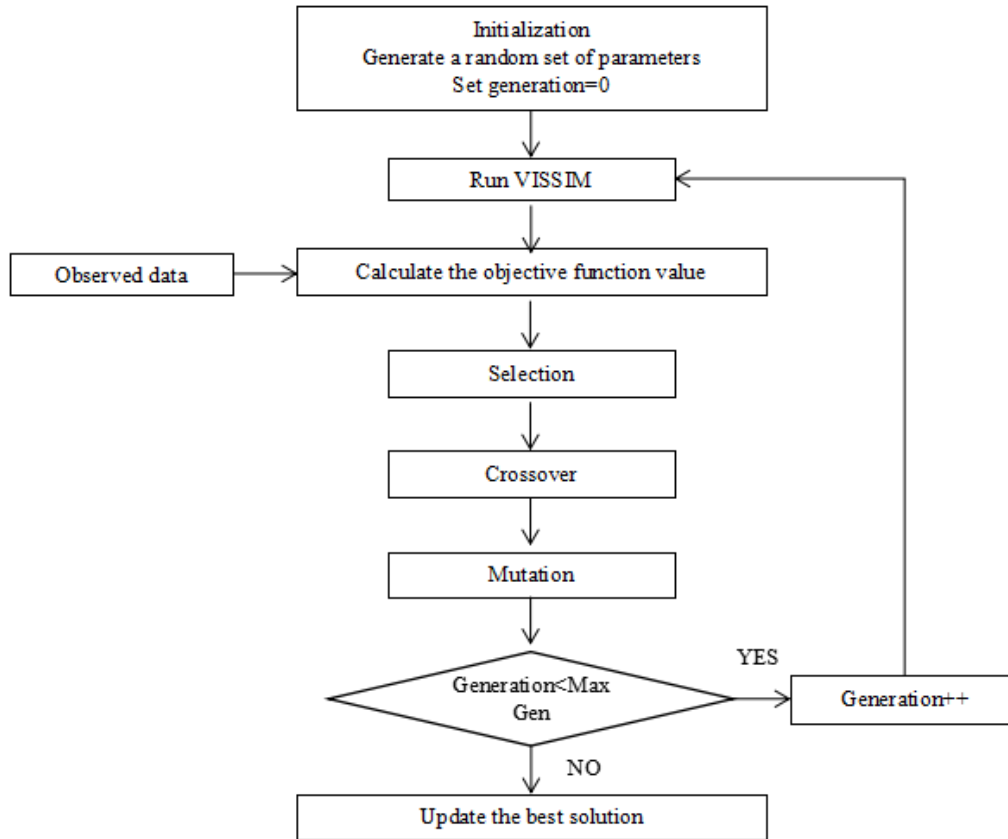 Initialization
Generate a random set of parameters
Set generation=0
Run VISSIM
Observed data
Calculate the objective function value
Selection
Crossover
Mutation
Generation<Max
Gen
YES
Generation++
NO
Update the best solution